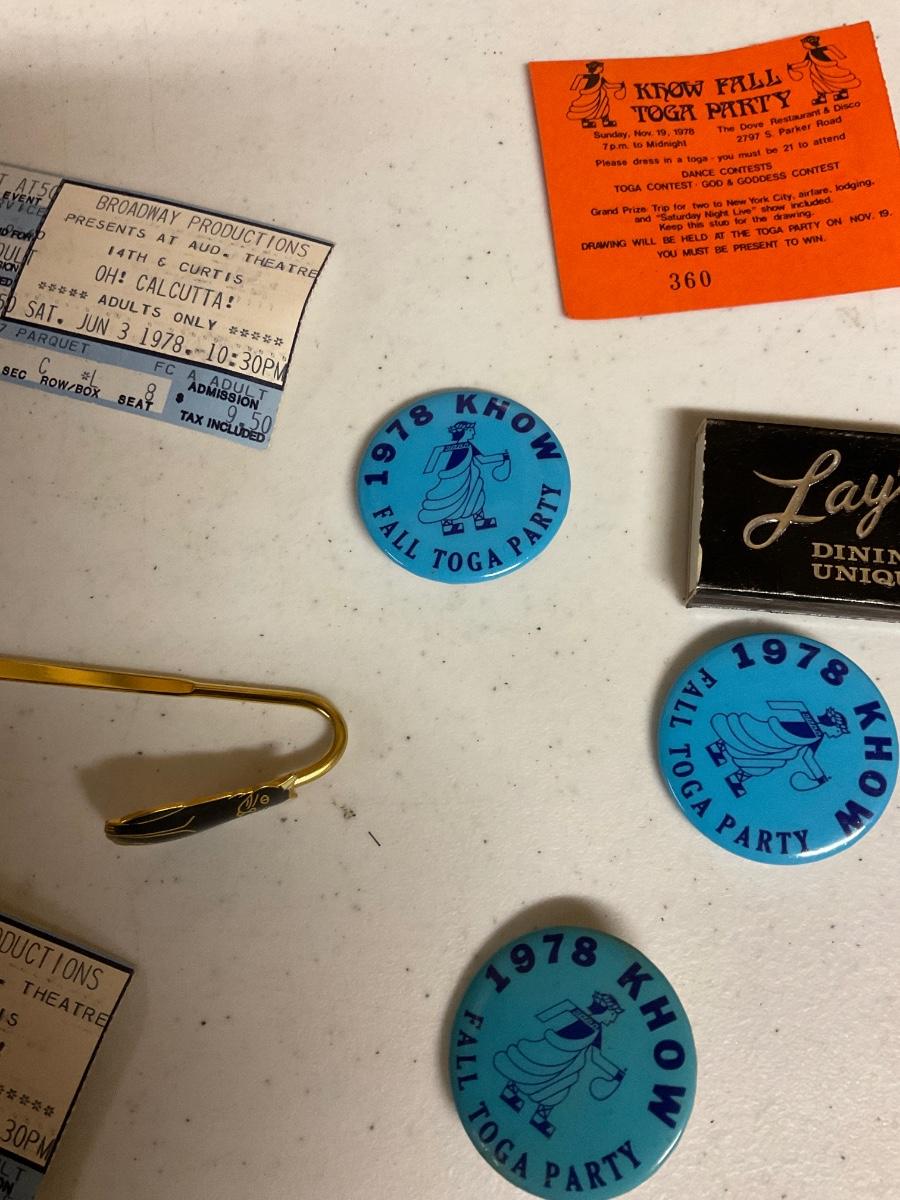 KHOW FALL
TOGA PARTY
Sunday, Nov. 19, 1978
7 p.m. to Midnight
The Dove Restaurant & Disco
2797 S. Parker Road
Please dress in a toga - you must be 21 to attend
DANCE CONTESTS
TOGA CONTEST - GOD & GODDESS CONTEST
Grand Prize: Trip for two to New York City, airfare, lodging,
and "Saturday Night Live" show included.
Keep this stub for the drawing.
DRAWING WILL BE HELD AT THE TOGA PARTY ON NOV. 19.
YOU MUST BE PRESENT TO WIN.
360
EVENT
BROADWAY PRODUCTIONS
PRESENTS AT AUD. THEATRE
14TH & CURTIS
OH! CALCUTTA!
***** ADULTS ONLY *****
SAT. JUN 3 1978. 10:30PM
PARQUET
FC A ADULT
C *L 8
SEC ROW/BOX SEAT
ADMISSION
$ 9.50
TAX INCLUDED
1978 KHOW
FALL TOGA PARTY
Lay'
DININ
UNIQU
1978 KHOW
FALL TOGA PARTY
DUCTIONS
THEATRE
IS
*****
30PM
1978 KHOW
FALL TOGA PARTY